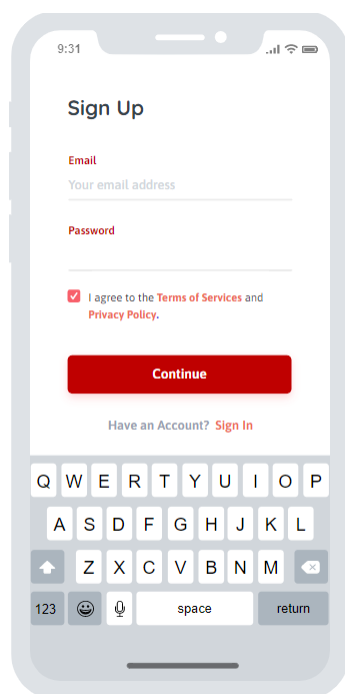 9:31
Sign Up
Email
Your email address
Password
I agree to the Terms of Services and
Privacy Policy.
Continue
Have an Account? Sign In
Q W E R T Y U I O P
A S D F G H J K L
Z X C V B N M
123 space return